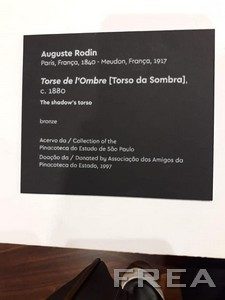 Auguste Rodin
Paris, França, 1840 - Meudon, França, 1917
Torse de l'Ombre [Torso da Sombra],
c. 1880
The shadow's torso
bronze
Acervo da / Collection of the
Pinacoteca do Estado de São Paulo
Doação da / Donated by Associação dos Amigos da
Pinacoteca do Estado, 1997
FREA